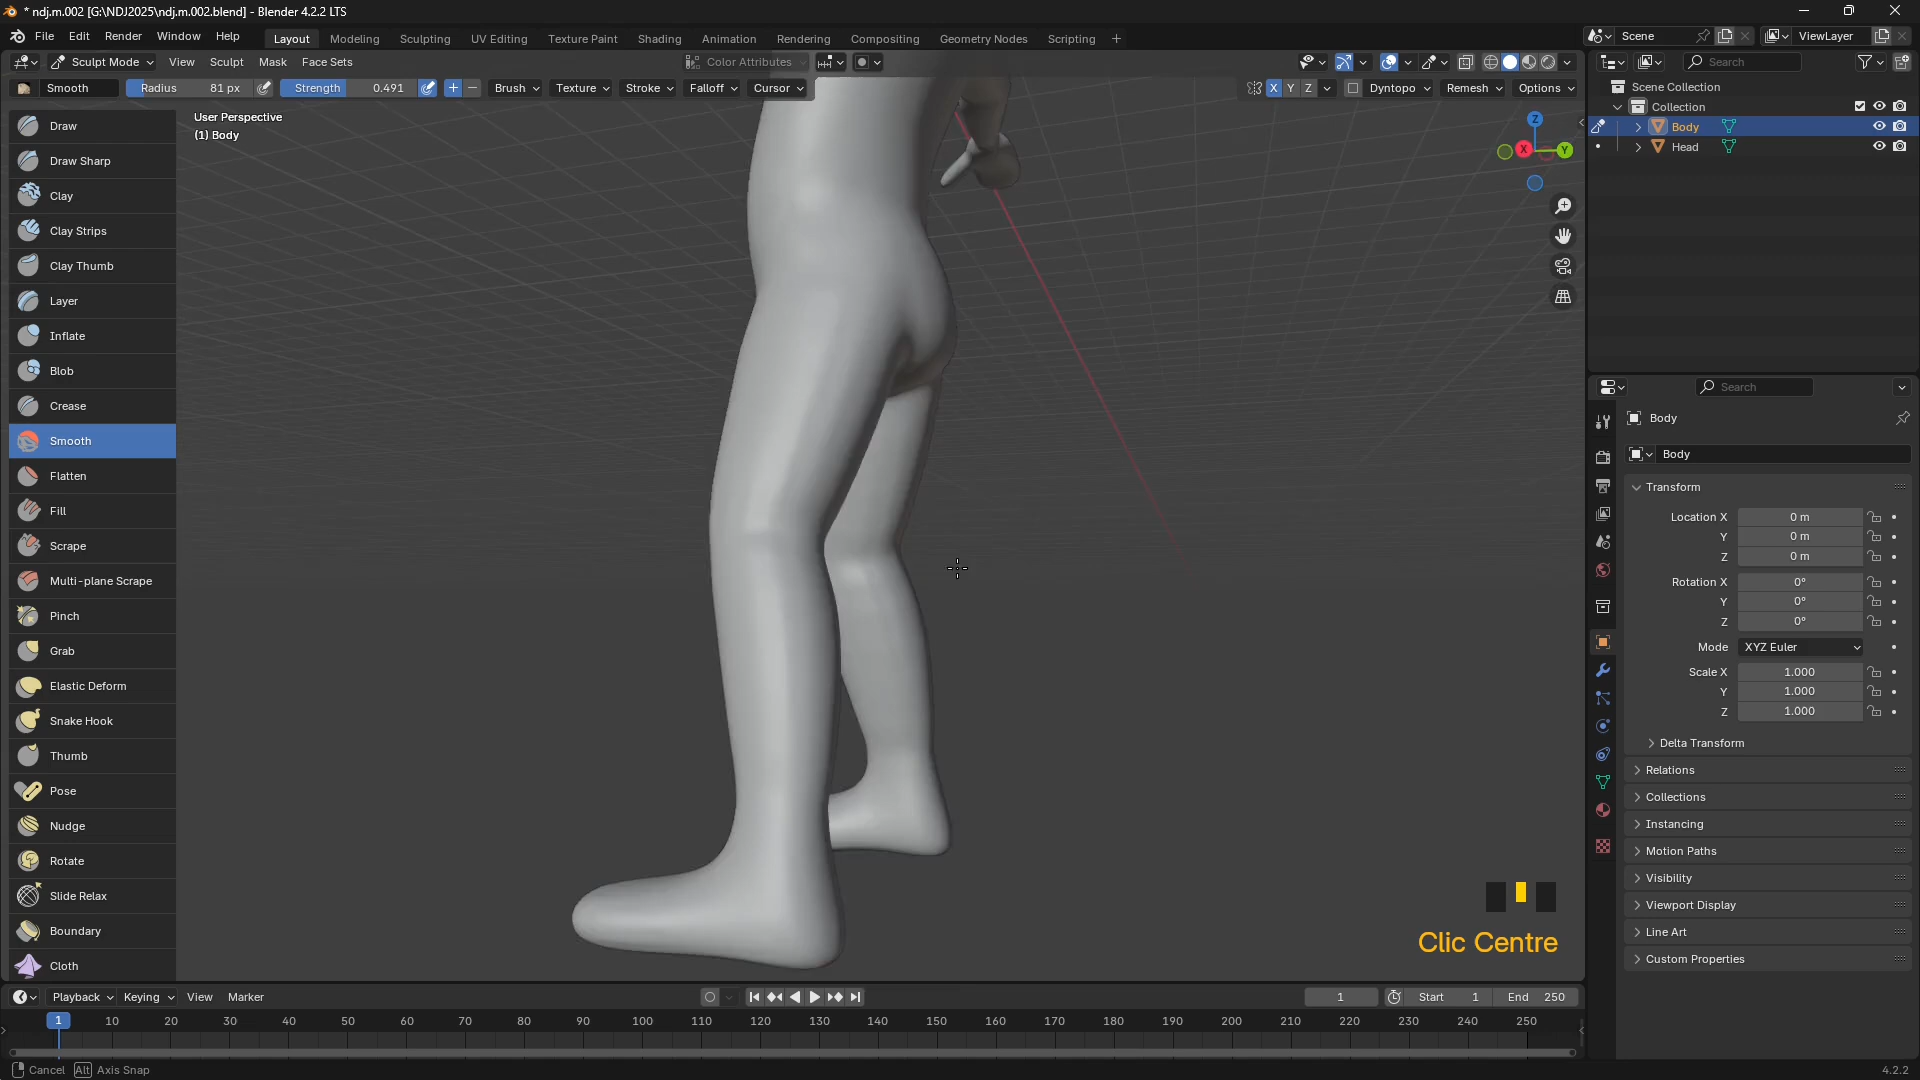 * ndj.m.002 [G:\NDJ2025\ndj.m.002.blend] - Blender 4.2.2 LTS
File Edit Render Window Help Layout Modeling Sculpting UV Editing Texture Paint Shading Animation Rendering Compositing Geometry Nodes Scripting + Scene ViewLayer
Sculpt Mode View Sculpt Mask Face Sets Color Attributes Search
Smooth Radius 81 px Strength 0.491 + − Brush Texture Stroke Falloff Cursor X Y Z Dyntopo Remesh Options
Scene Collection
Collection
Body
Head
User Perspective
(1) Body
Z
X
Y
Draw
Draw Sharp
Clay
Clay Strips
Clay Thumb
Layer
Inflate
Blob
Crease
Smooth
Flatten
Fill
Scrape
Multi-plane Scrape
Pinch
Grab
Elastic Deform
Snake Hook
Thumb
Pose
Nudge
Rotate
Slide Relax
Boundary
Cloth
Search
Body
Body
Transform
Location X 0 m
Y 0 m
Z 0 m
Rotation X 0°
Y 0°
Z 0°
Mode XYZ Euler
Scale X 1.000
Y 1.000
Z 1.000
Delta Transform
Relations
Collections
Instancing
Motion Paths
Visibility
Viewport Display
Line Art
Custom Properties
Clic Centre
Playback Keying View Marker 1 Start 1 End 250
1 10 20 30 40 50 60 70 80 90 100 110 120 130 140 150 160 170 180 190 200 210 220 230 240 250
Cancel Alt Axis Snap 4.2.2